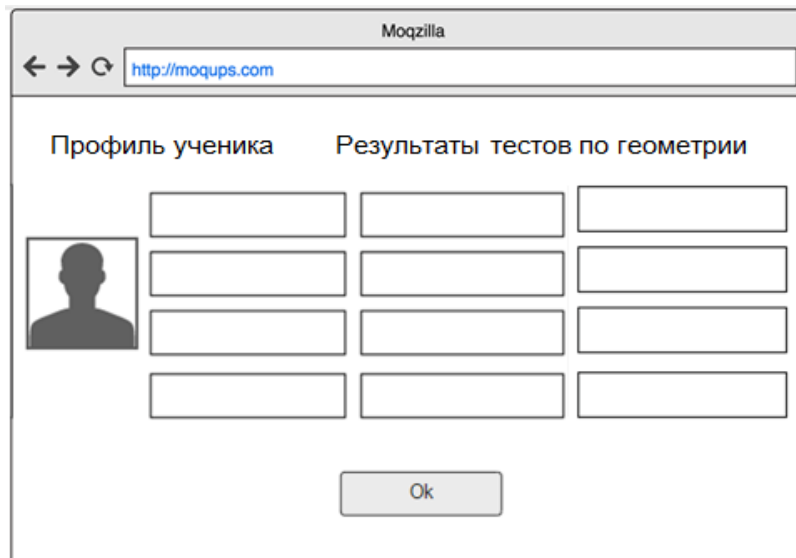 Moqzilla
http://moqups.com
Профиль ученика
Результаты тестов по геометрии
Ok